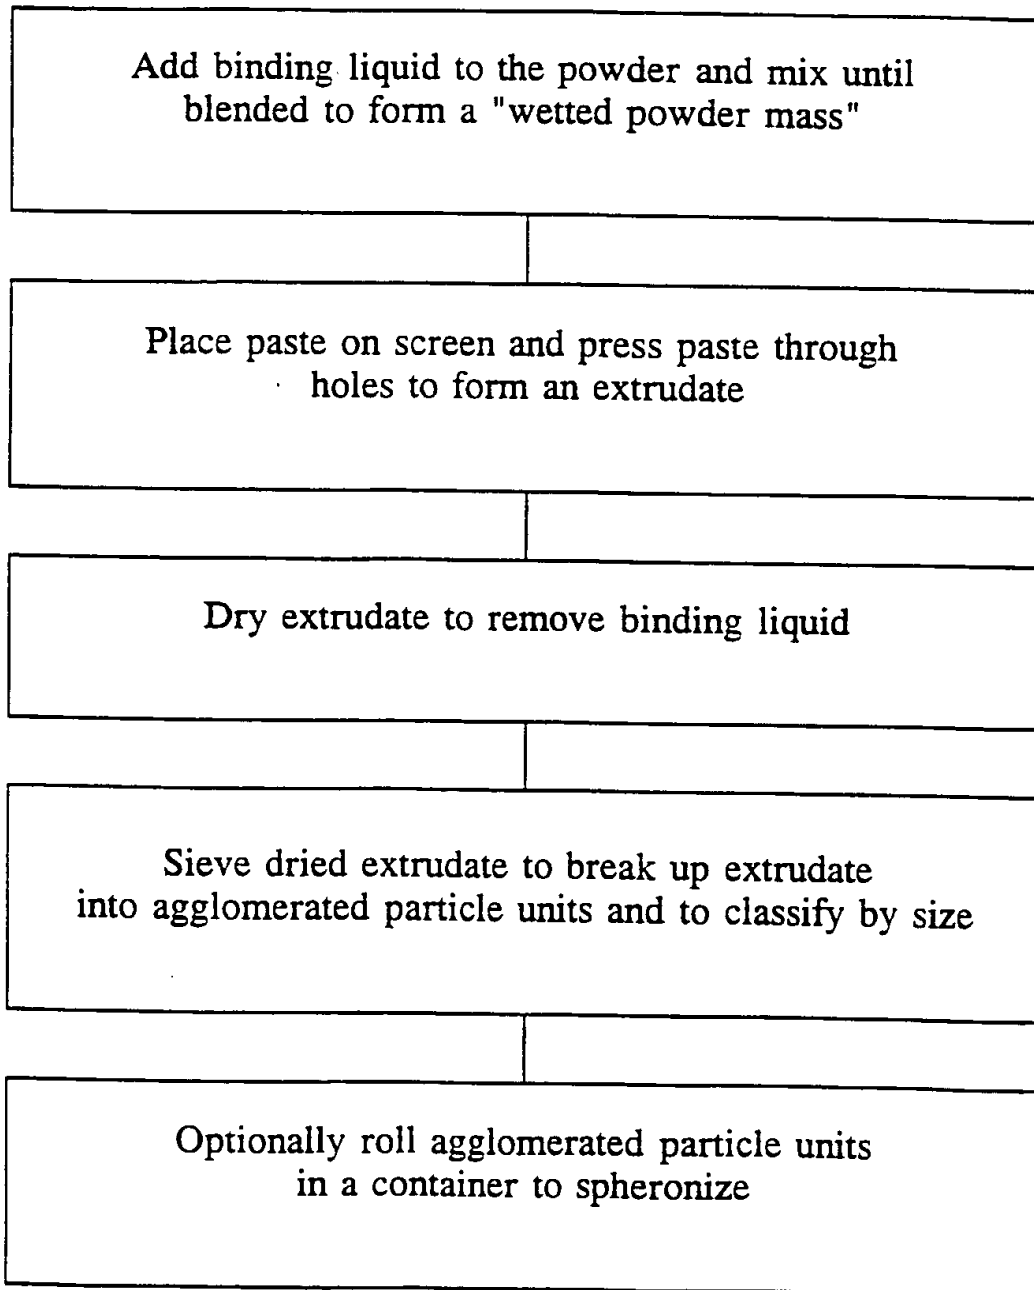 Add binding liquid to the powder and mix until
blended to form a "wetted powder mass"
Place paste on screen and press paste through
holes to form an extrudate
Dry extrudate to remove binding liquid
Sieve dried extrudate to break up extrudate
into agglomerated particle units and to classify by size
Optionally roll agglomerated particle units
in a container to spheronize